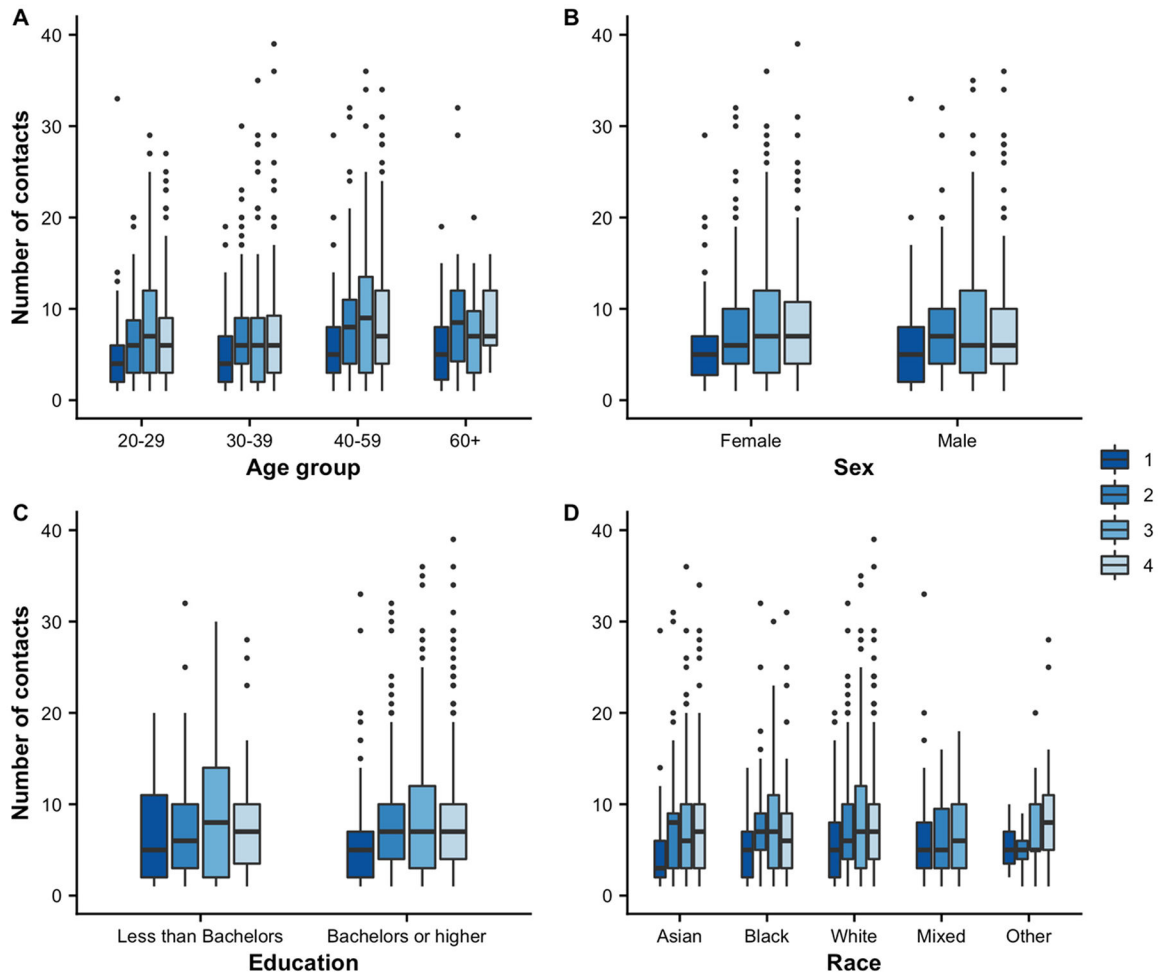 A
Number of contacts
40
30
20
10
0
20-29 30-39 40-59 60+
Age group
B
40
30
20
10
0
Female Male
Sex
1
2
3
4
C
Number of contacts
40
30
20
10
0
Less than Bachelors Bachelors or higher
Education
D
40
30
20
10
0
Asian Black White Mixed Other
Race